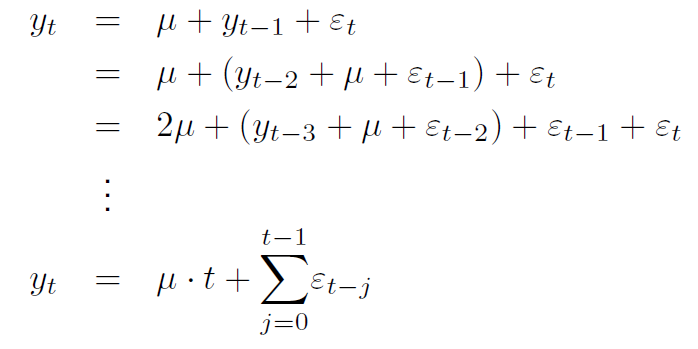 y_t = μ + y_{t−1} + ε_t
= μ + (y_{t−2} + μ + ε_{t−1}) + ε_t
= 2μ + (y_{t−3} + μ + ε_{t−2}) + ε_{t−1} + ε_t
⋮
y_t = μ · t + ∑_{j=0}^{t−1} ε_{t−j}